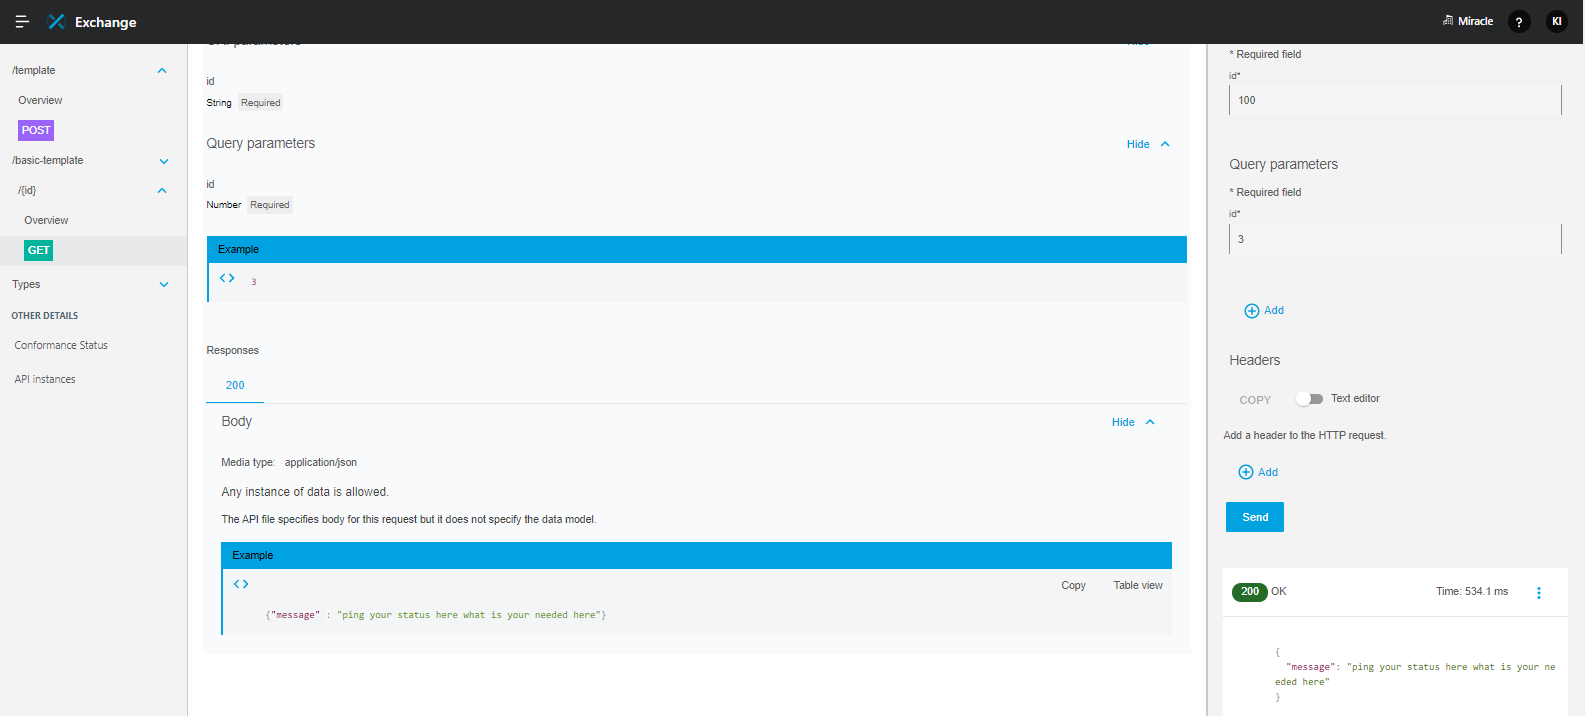 Exchange
Miracle
?
KI
/template
Overview
POST
/basic-template
/{id}
Overview
GET
Types
OTHER DETAILS
Conformance Status
API instances
id
String Required
Query parameters
Hide
id
Number Required
Example
3
Responses
200
Body
Hide
Media type: application/json
Any instance of data is allowed.
The API file specifies body for this request but it does not specify the data model.
Example
Copy
Table view
{"message" : "ping your status here what is your needed here"}
* Required field
id*
100
Query parameters
* Required field
id*
3
Add
Headers
COPY
Text editor
Add a header to the HTTP request.
Add
Send
200 OK
Time: 534.1 ms
{
"message": "ping your status here what is your ne
eded here"
}